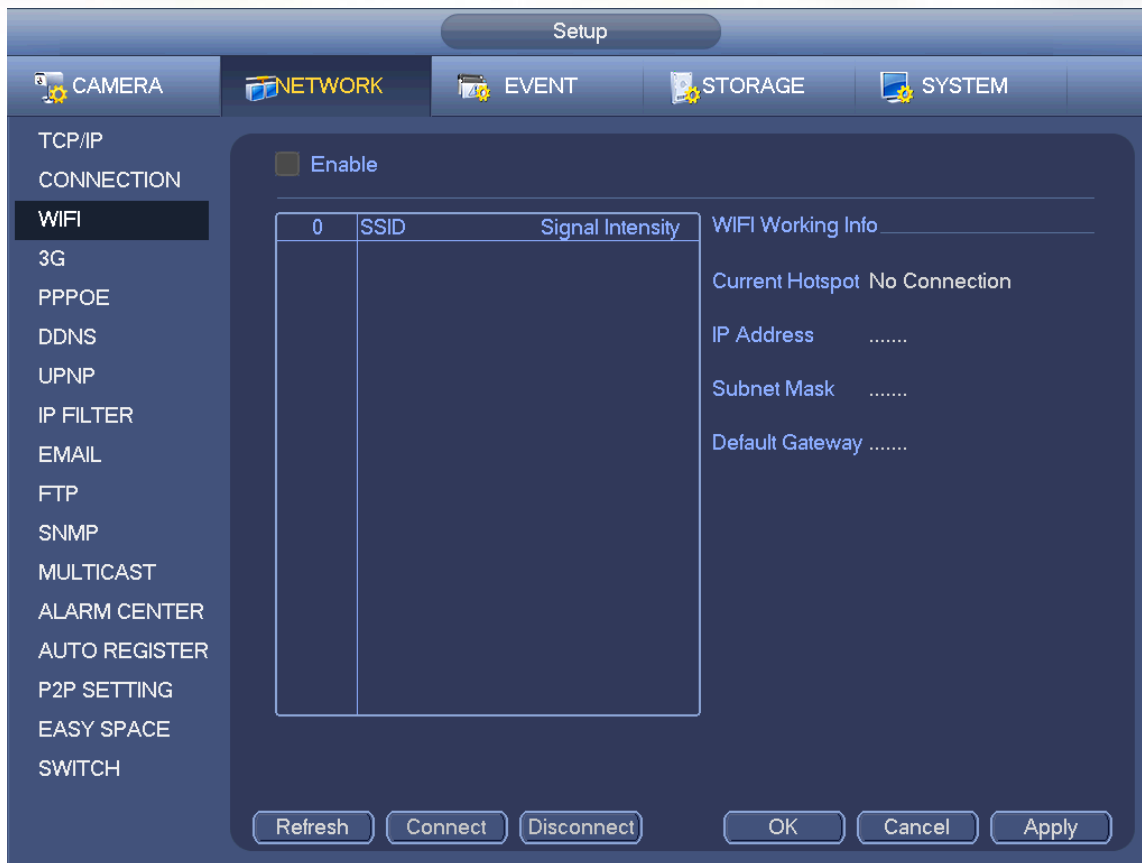 Setup
CAMERA NETWORK EVENT STORAGE SYSTEM
TCP/IP
CONNECTION
WIFI
3G
PPPOE
DDNS
UPNP
IP FILTER
EMAIL
FTP
SNMP
MULTICAST
ALARM CENTER
AUTO REGISTER
P2P SETTING
EASY SPACE
SWITCH
Enable
0 SSID Signal Intensity
WIFI Working Info
Current Hotspot No Connection
IP Address .......
Subnet Mask .......
Default Gateway .......
Refresh Connect Disconnect OK Cancel Apply